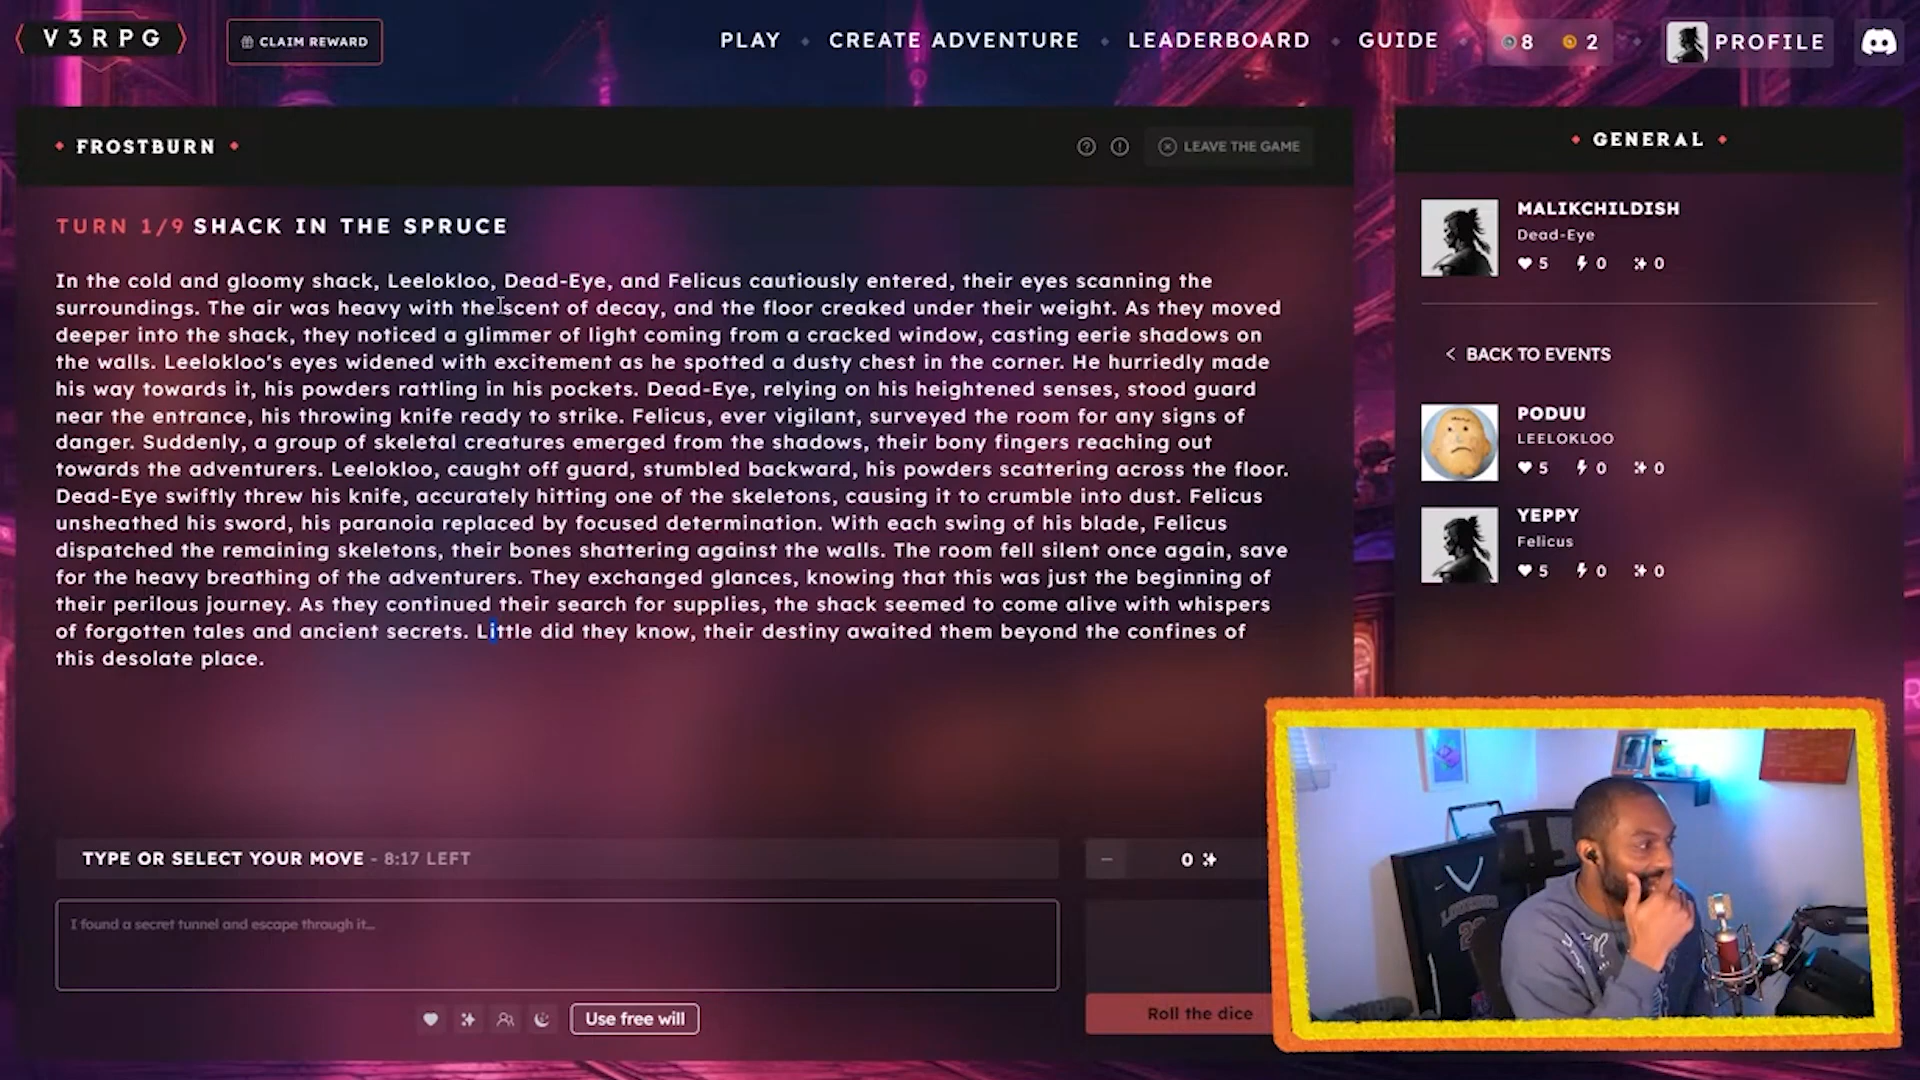 V3RPG
CLAIM REWARD
PLAY
CREATE ADVENTURE
LEADERBOARD
GUIDE
8
2
PROFILE
FROSTBURN
LEAVE THE GAME
TURN 1/9 SHACK IN THE SPRUCE
In the cold and gloomy shack, Leelokloo, Dead-Eye, and Felicus cautiously entered, their eyes scanning the
surroundings. The air was heavy with the scent of decay, and the floor creaked under their weight. As they moved
deeper into the shack, they noticed a glimmer of light coming from a cracked window, casting eerie shadows on
the walls. Leelokloo's eyes widened with excitement as he spotted a dusty chest in the corner. He hurriedly made
his way towards it, his powders rattling in his pockets. Dead-Eye, relying on his heightened senses, stood guard
near the entrance, his throwing knife ready to strike. Felicus, ever vigilant, surveyed the room for any signs of
danger. Suddenly, a group of skeletal creatures emerged from the shadows, their bony fingers reaching out
towards the adventurers. Leelokloo, caught off guard, stumbled backward, his powders scattering across the floor.
Dead-Eye swiftly threw his knife, accurately hitting one of the skeletons, causing it to crumble into dust. Felicus
unsheathed his sword, his paranoia replaced by focused determination. With each swing of his blade, Felicus
dispatched the remaining skeletons, their bones shattering against the walls. The room fell silent once again, save
for the heavy breathing of the adventurers. They exchanged glances, knowing that this was just the beginning of
their perilous journey. As they continued their search for supplies, the shack seemed to come alive with whispers
of forgotten tales and ancient secrets. Little did they know, their destiny awaited them beyond the confines of
this desolate place.
TYPE OR SELECT YOUR MOVE - 8:17 LEFT
0
I found a secret tunnel and escape through it...
Use free will
Roll the dice
GENERAL
MALIKCHILDISH
Dead-Eye
5 0 0
< BACK TO EVENTS
PODUU
LEELOKLOO
5 0 0
YEPPY
Felicus
5 0 0